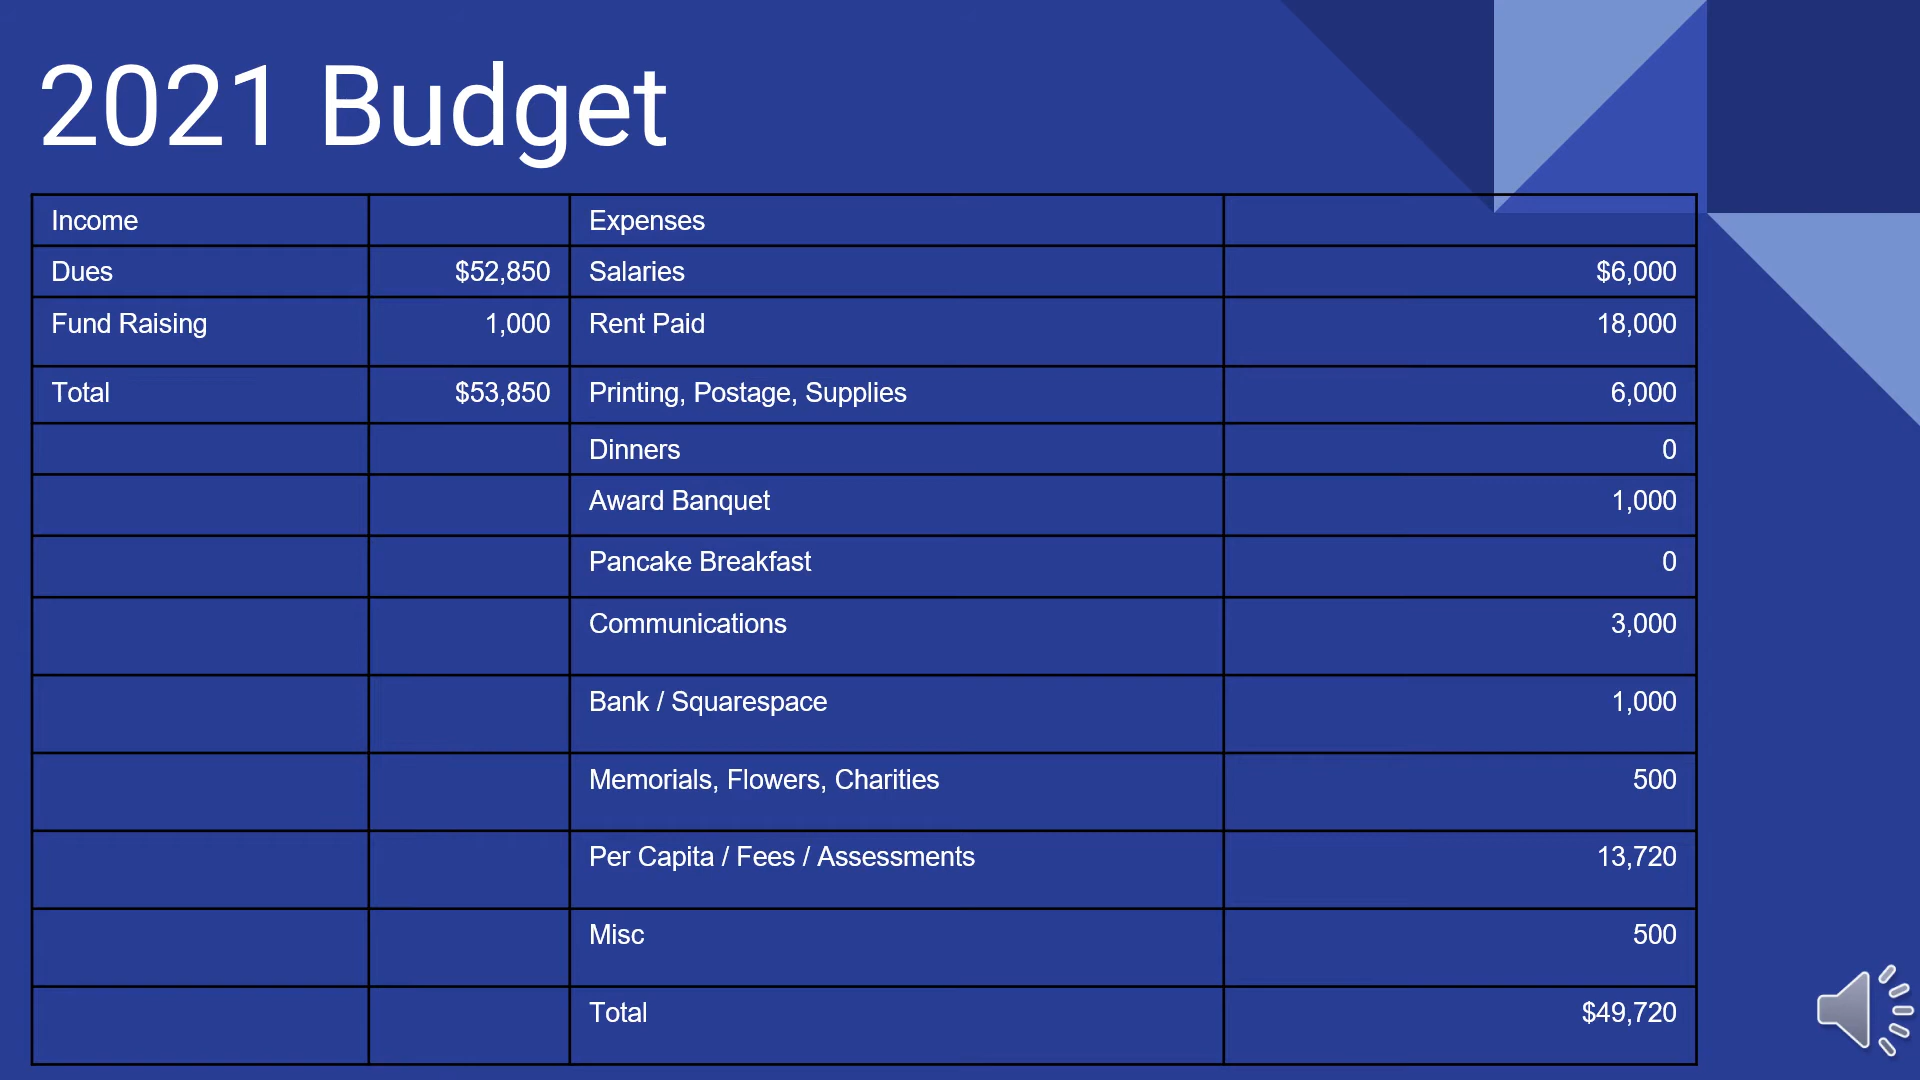 2021 Budget
Income Expenses
Dues $52,850 Salaries $6,000
Fund Raising 1,000 Rent Paid 18,000
Total $53,850 Printing, Postage, Supplies 6,000
Dinners 0
Award Banquet 1,000
Pancake Breakfast 0
Communications 3,000
Bank / Squarespace 1,000
Memorials, Flowers, Charities 500
Per Capita / Fees / Assessments 13,720
Misc 500
Total $49,720